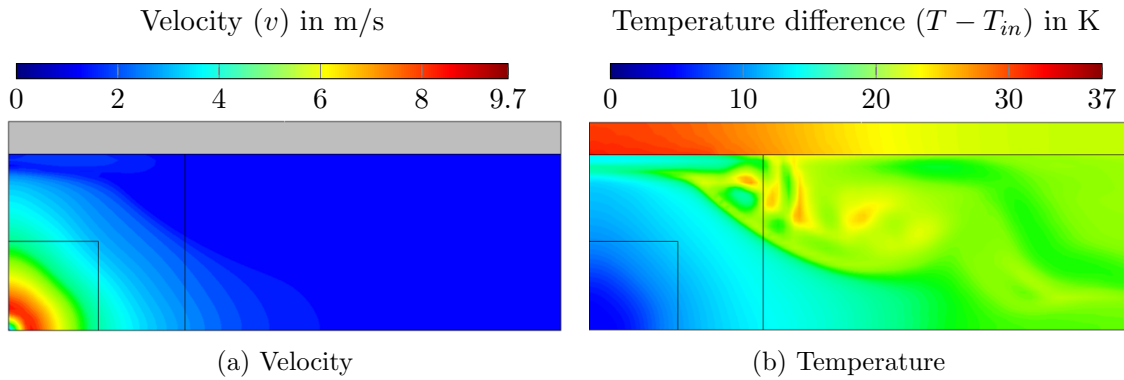 Velocity (v) in m/s
Temperature difference (T − T_in) in K
0 2 4 6 8 9.7
0 10 20 30 37
(a) Velocity
(b) Temperature